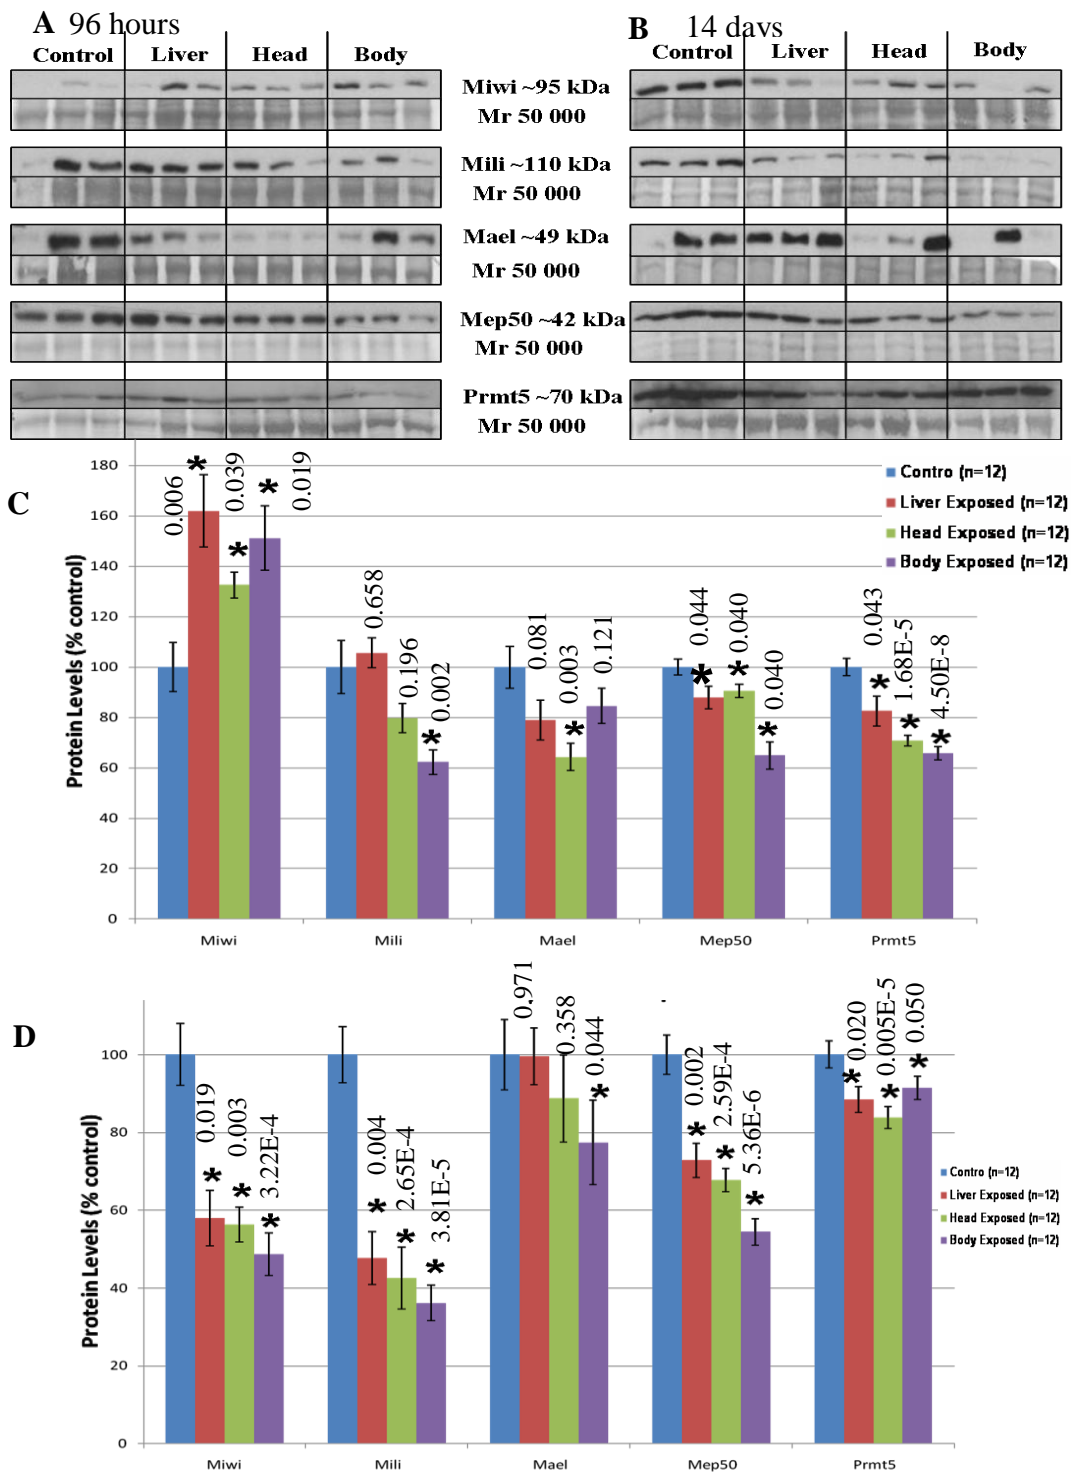 A 96 hours
B 14 days
Control Liver Head Body
Control Liver Head Body
Miwi ~95 kDa
Mr 50 000
Mili ~110 kDa
Mr 50 000
Mael ~49 kDa
Mr 50 000
Mep50 ~42 kDa
Mr 50 000
Prmt5 ~70 kDa
Mr 50 000
C
Protein Levels (% control)
180
160
140
120
100
80
60
40
20
0
0.006 0.039 0.019
* * *
0.658 0.196 0.002
*
0.081 0.003 0.121
*
0.044 0.040 0.040
* * *
0.043 1.68E-5 4.50E-8
* * *
Contro (n=12)
Liver Exposed (n=12)
Head Exposed (n=12)
Body Exposed (n=12)
Miwi Mili Mael Mep50 Prmt5
D
Protein Levels (% control)
100
80
60
40
20
0
0.019 0.003 3.22E-4
* * *
0.004 2.65E-4 3.81E-5
* * *
0.971 0.358 0.044
*
0.002 2.59E-4 5.36E-6
* * *
0.020 0.005E-5 0.050
* * *
Contro (n=12)
Liver Exposed (n=12)
Head Exposed (n=12)
Body Exposed (n=12)
Miwi Mili Mael Mep50 Prmt5